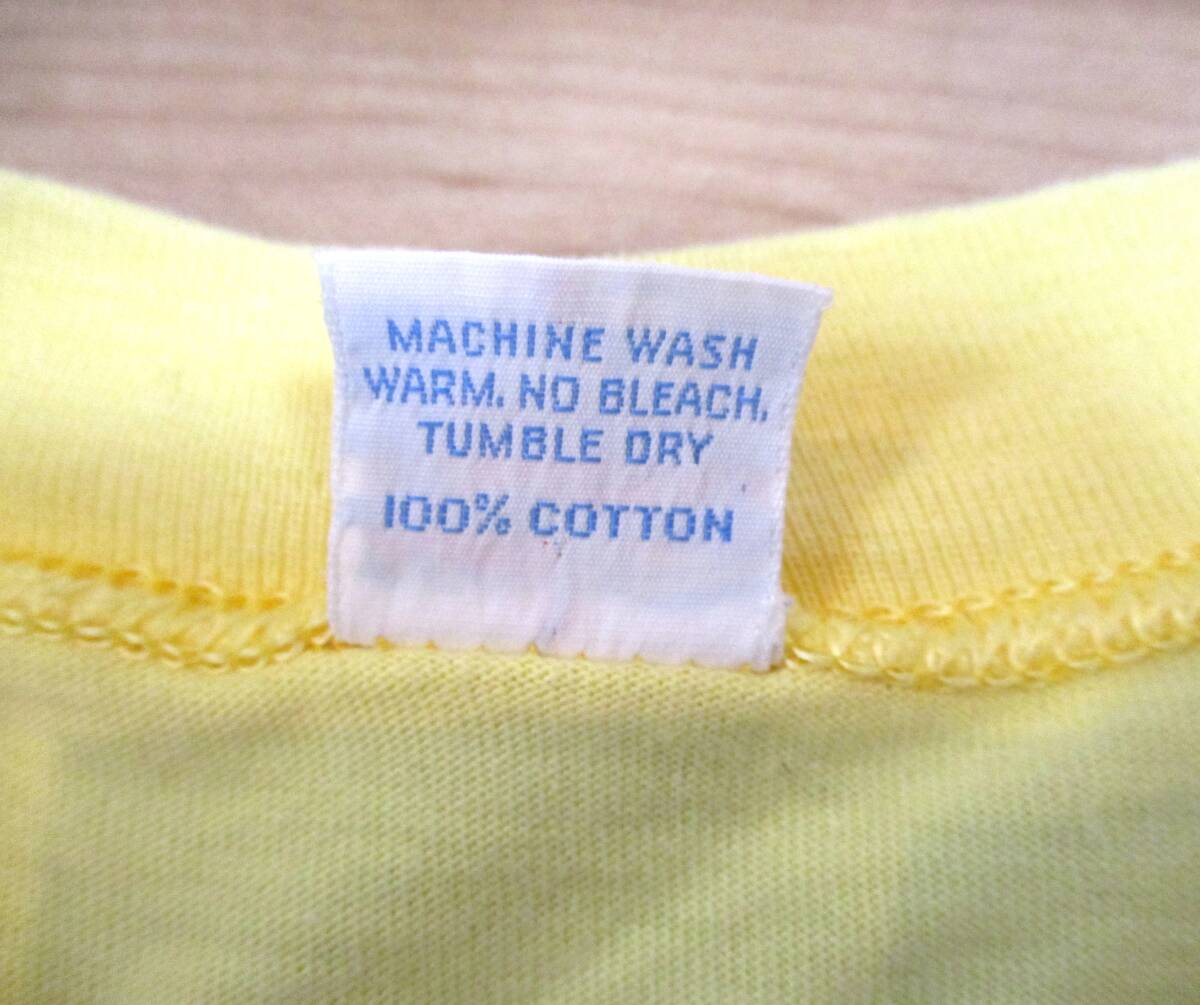 MACHINE WASH
WARM. NO BLEACH.
TUMBLE DRY
100% COTTON